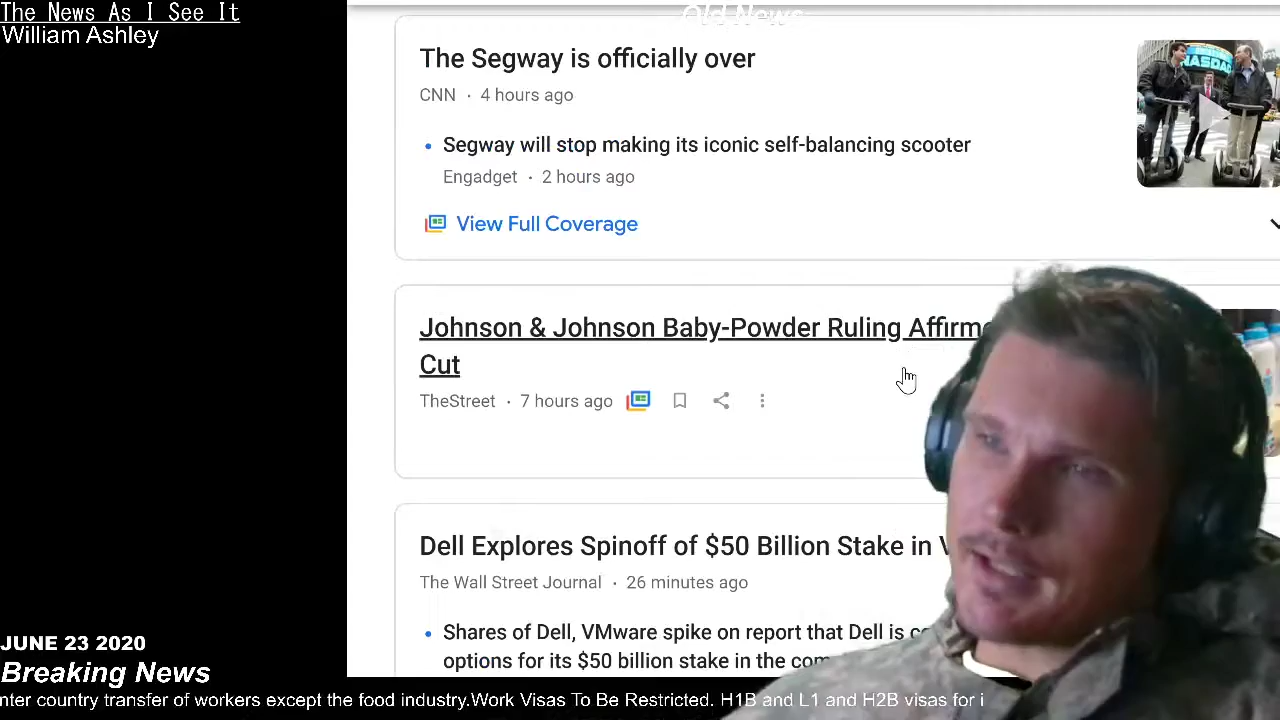 The News As I See It
William Ashley
Old News
The Segway is officially over
CNN · 4 hours ago
NASDAQ
• Segway will stop making its iconic self-balancing scooter
Engadget · 2 hours ago
View Full Coverage
Johnson & Johnson Baby-Powder Ruling
Cut
TheStreet · 7 hours ago
Dell Explores Spinoff of $50 Billion Stake in
The Wall Street Journal · 26 minutes ago
• Shares of Dell, VMware spike on report that Dell is
options for its $50 billion stake in the
JUNE 23 2020
Breaking News
country transfer of workers except the food industry.Work Visas To Be Restricted. H1B and L1 and H2B visas for